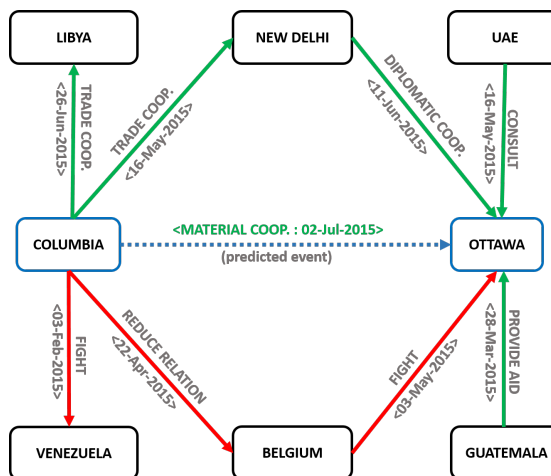 LIBYA
NEW DELHI
UAE
TRADE COOP.
<26-Jun-2015>
TRADE COOP.
<16-May-2015>
DIPLOMATIC COOP.
<11-Jun-2015>
CONSULT
<16-May-2015>
<MATERIAL COOP. : 02-Jul-2015>
COLUMBIA
OTTAWA
(predicted event)
FIGHT
<03-Feb-2015>
REDUCE RELATION
<22-Apr-2015>
FIGHT
<03-May-2015>
PROVIDE AID
<28-Mar-2015>
VENEZUELA
BELGIUM
GUATEMALA